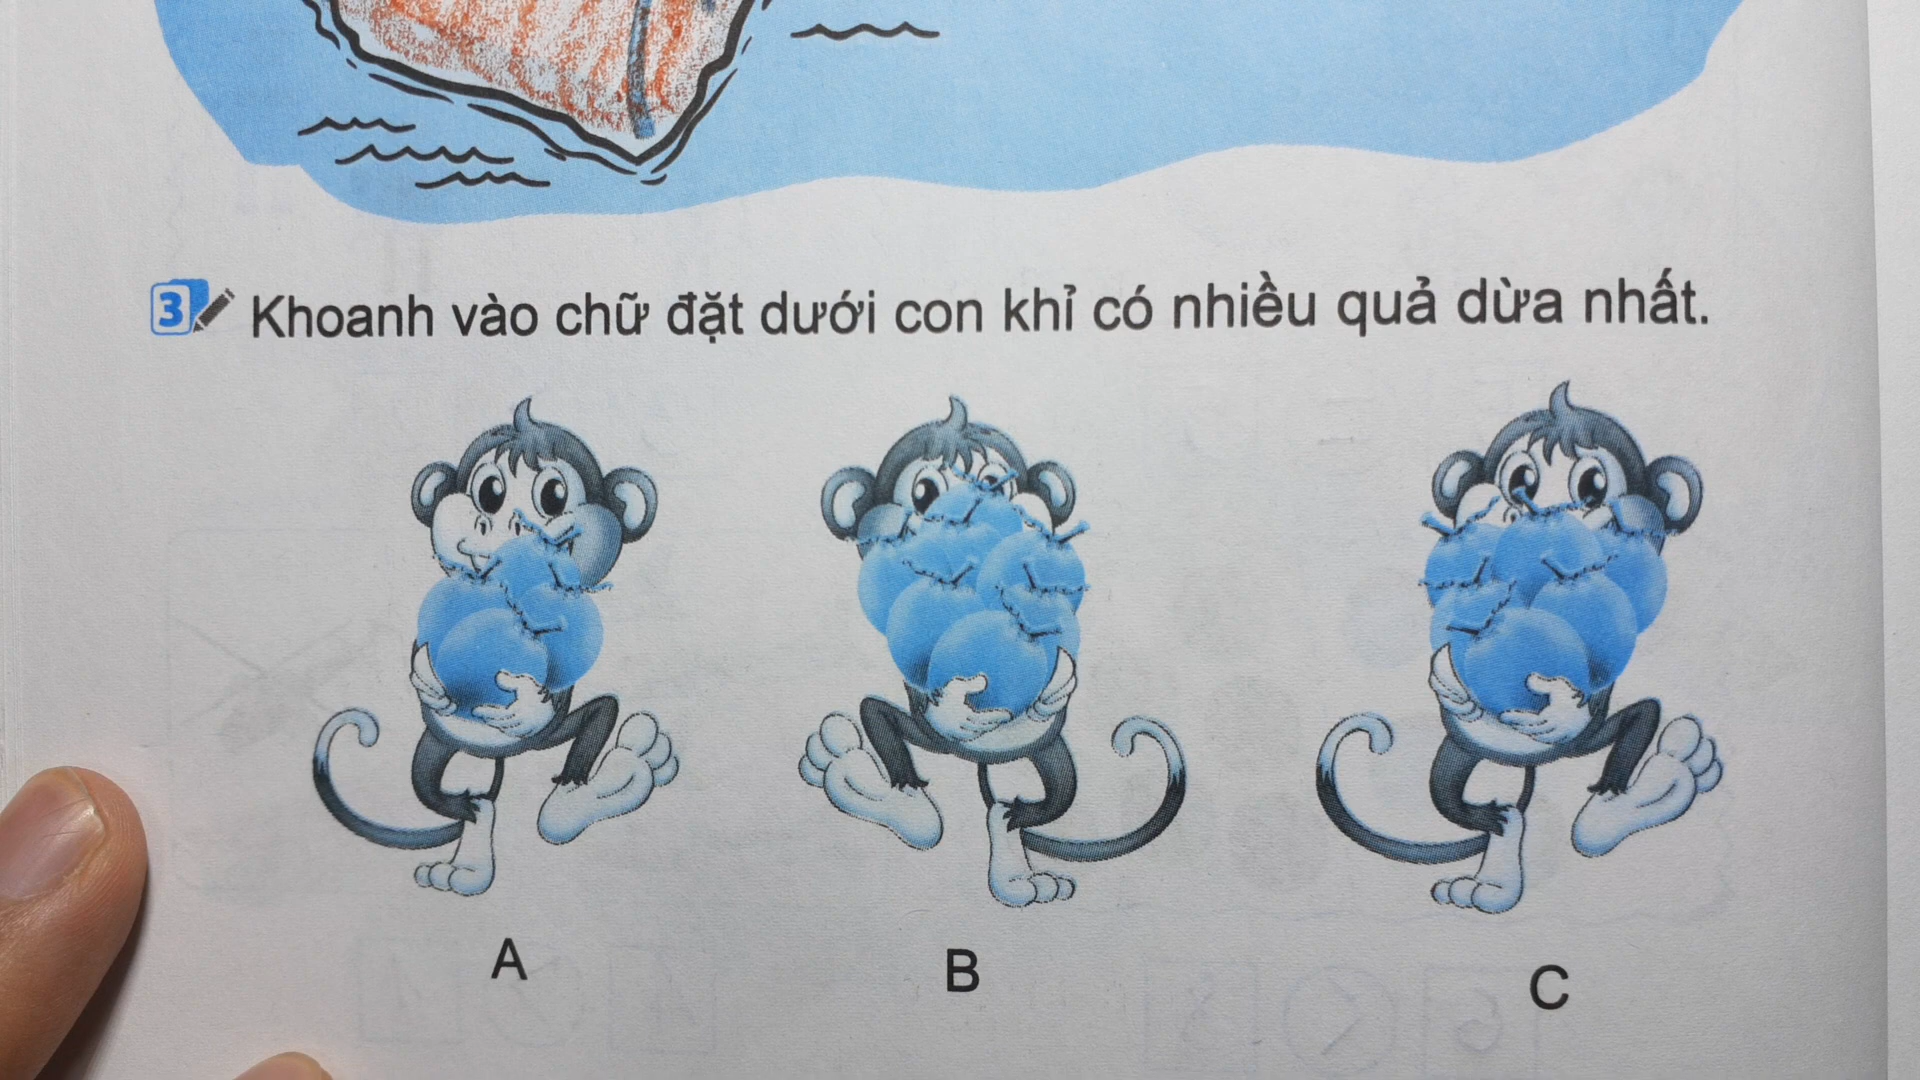 3 Khoanh vào chữ đặt dưới con khỉ có nhiều quả dừa nhất.
A B C